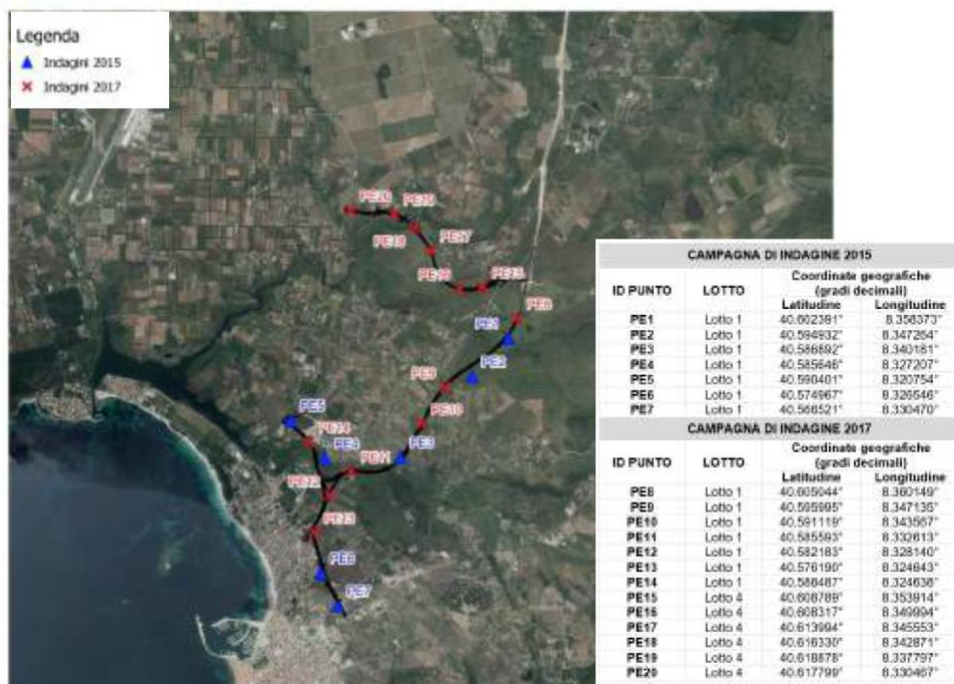 Legenda
Indagini 2015
Indagini 2017
PE20
PE19
PE18
PE17
PE16
PE15
PE8
PE1
PE2
PE9
PE10
PE5
PE14
PE4
PE3
PE11
PE12
PE13
PE6
PE7
CAMPAGNA DI INDAGINE 2015
ID PUNTO LOTTO Coordinate geografiche (gradi decimali)
Latitudine Longitudine
PE1 Lotto 1 40.602391° 8.358373°
PE2 Lotto 1 40.594932° 8.347264°
PE3 Lotto 1 40.586892° 8.340181°
PE4 Lotto 1 40.585646° 8.327207°
PE5 Lotto 1 40.590401° 8.320754°
PE6 Lotto 1 40.574967° 8.326546°
PE7 Lotto 1 40.566521° 8.330470°
CAMPAGNA DI INDAGINE 2017
ID PUNTO LOTTO Coordinate geografiche (gradi decimali)
Latitudine Longitudine
PE8 Lotto 1 40.605044° 8.360149°
PE9 Lotto 1 40.595995° 8.347135°
PE10 Lotto 1 40.591119° 8.343567°
PE11 Lotto 1 40.585593° 8.332613°
PE12 Lotto 1 40.582183° 8.328140°
PE13 Lotto 1 40.576190° 8.324643°
PE14 Lotto 1 40.588487° 8.324638°
PE15 Lotto 4 40.608789° 8.353914°
PE16 Lotto 4 40.608317° 8.349994°
PE17 Lotto 4 40.613994° 8.345553°
PE18 Lotto 4 40.616330° 8.342871°
PE19 Lotto 4 40.618878° 8.337797°
PE20 Lotto 4 40.617799° 8.330467°